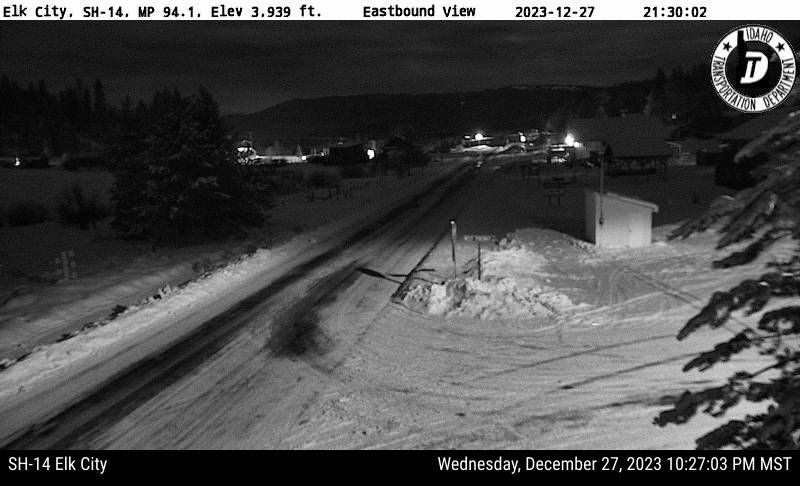 Elk City, SH-14, MP 94.1, Elev 3,939 ft. Eastbound View 2023-12-27 21:30:02
IDAHO
TRANSPORTATION DEPARTMENT
SH-14 Elk City Wednesday, December 27, 2023 10:27:03 PM MST